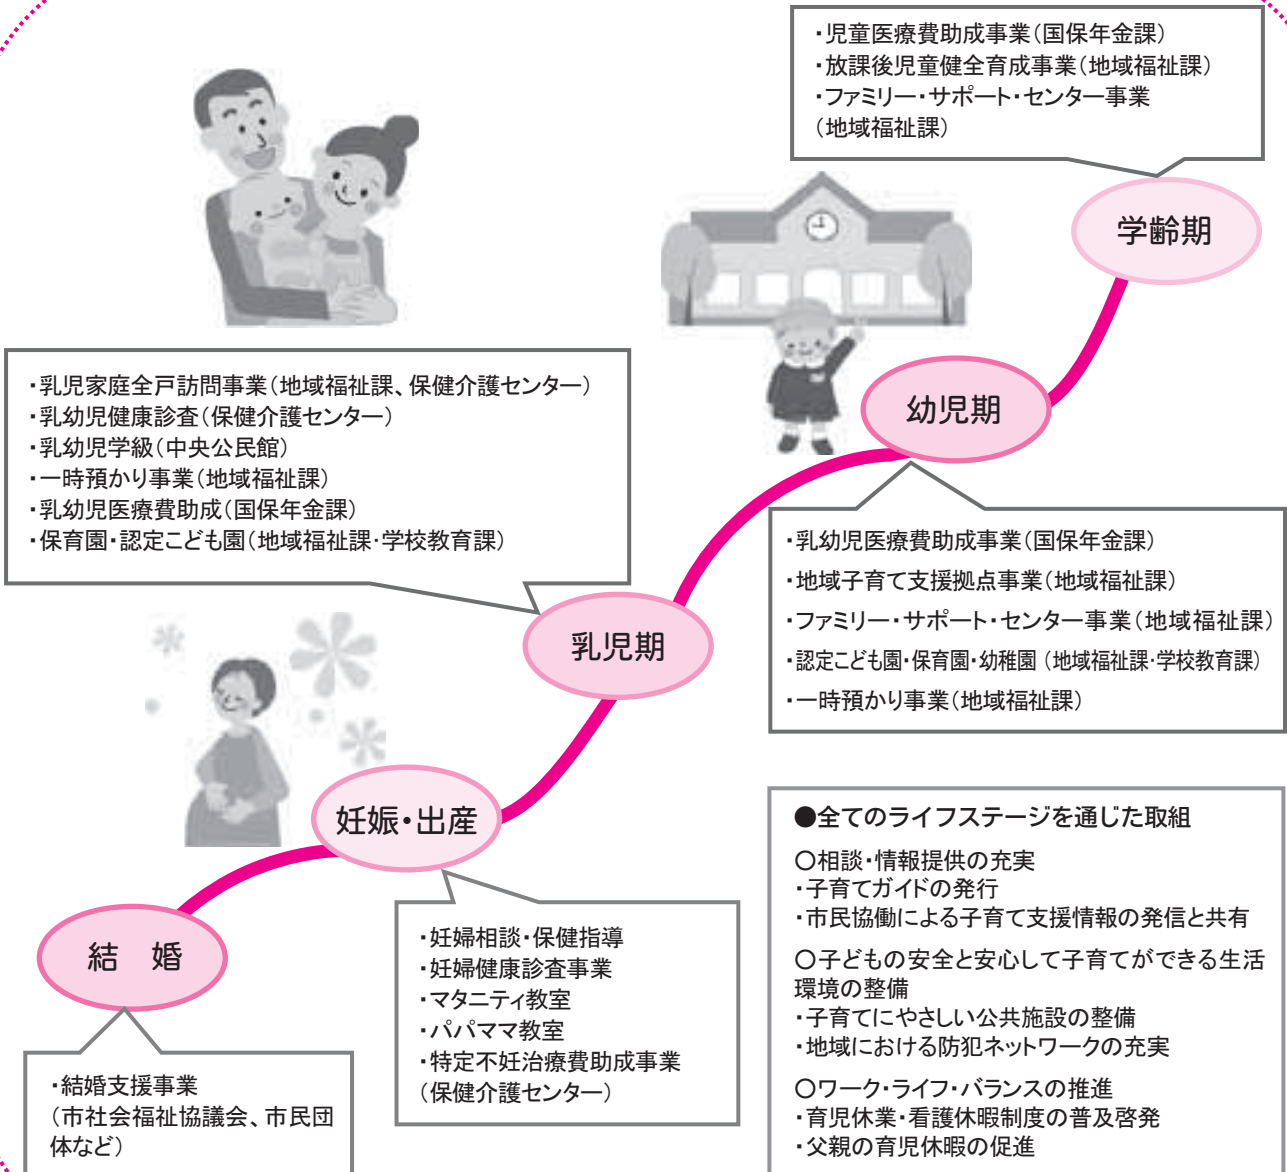 ・児童医療費助成事業（国保年金課）
・放課後児童健全育成事業（地域福祉課）
・ファミリー・サポート・センター事業
（地域福祉課）
学齢期
・乳児家庭全戸訪問事業（地域福祉課、保健介護センター）
・乳幼児健康診査（保健介護センター）
・乳幼児学級（中央公民館）
・一時預かり事業（地域福祉課）
・乳幼児医療費助成（国保年金課）
・保育園・認定こども園（地域福祉課・学校教育課）
幼児期
・乳幼児医療費助成事業（国保年金課）
・地域子育て支援拠点事業（地域福祉課）
・ファミリー・サポート・センター事業（地域福祉課）
・認定こども園・保育園・幼稚園（地域福祉課・学校教育課）
・一時預かり事業（地域福祉課）
乳児期
妊娠・出産
・妊婦相談・保健指導
・妊婦健康診査事業
・マタニティ教室
・パパママ教室
・特定不妊治療費助成事業
（保健介護センター）
結　婚
・結婚支援事業
（市社会福祉協議会、市民団
体など）
●全てのライフステージを通じた取組
○相談・情報提供の充実
・子育てガイドの発行
・市民協働による子育て支援情報の発信と共有
○子どもの安全と安心して子育てができる生活
環境の整備
・子育てにやさしい公共施設の整備
・地域における防犯ネットワークの充実
○ワーク・ライフ・バランスの推進
・育児休業・看護休暇制度の普及啓発
・父親の育児休暇の促進